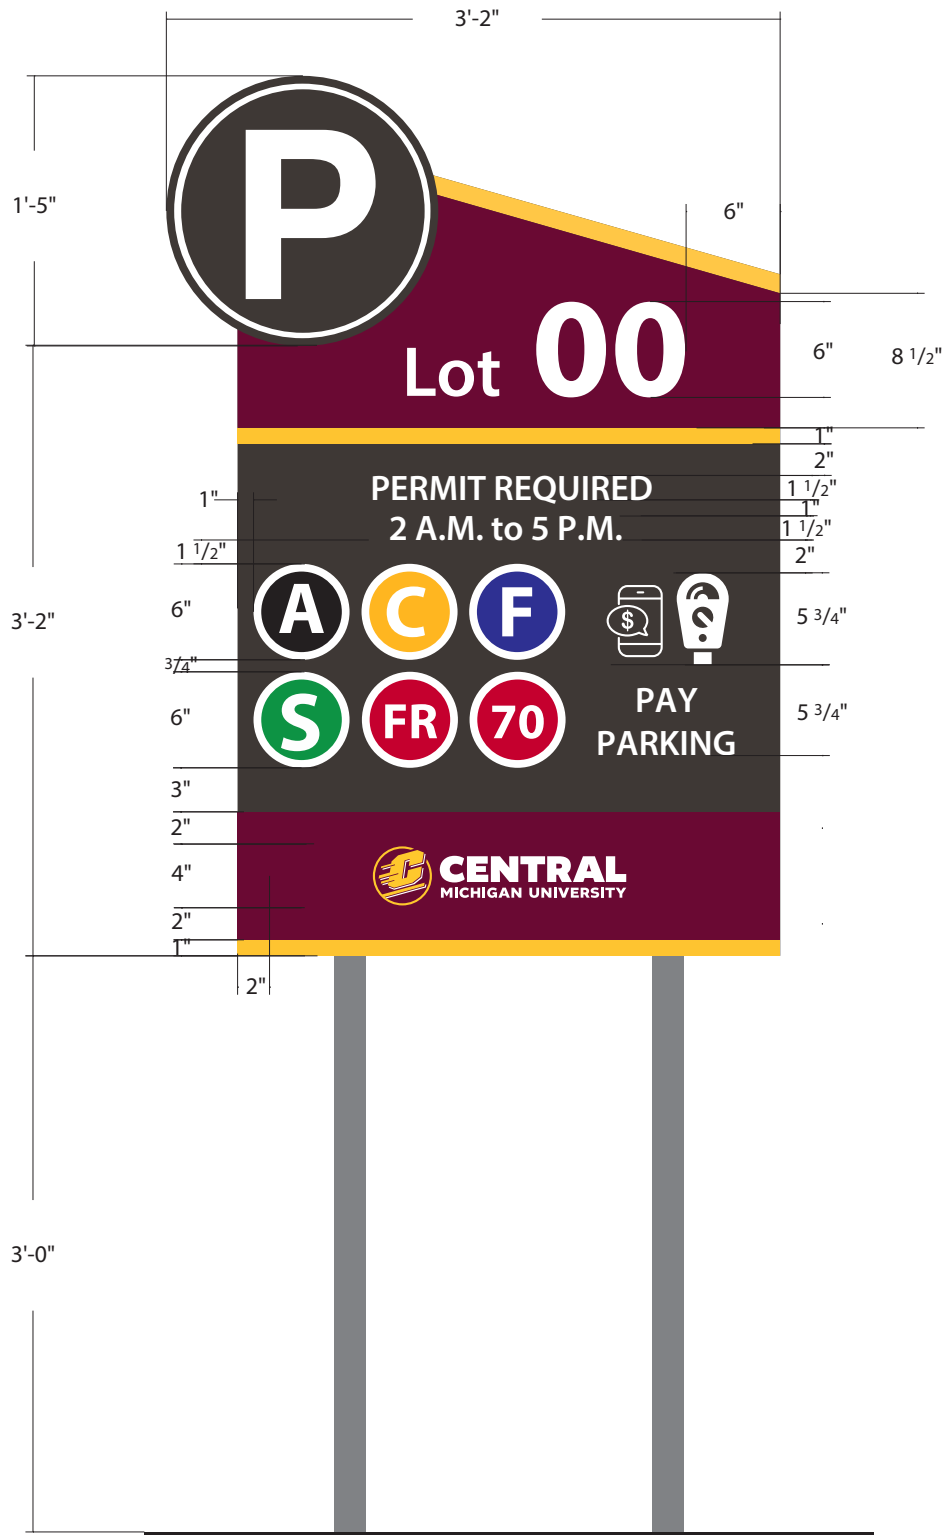 3'-2"
P
1'-5"
6"
Lot 00
6"
8 1/2"
1"
2"
PERMIT REQUIRED
1 1/2"
1"
1"
2 A.M. to 5 P.M.
1 1/2"
1 1/2"
2"
A C F
$
6"
5 3/4"
3'-2"
3/4"
S FR 70
6"
PAY
PARKING
5 3/4"
3"
2"
4"
C CENTRAL
MICHIGAN UNIVERSITY
2"
1"
2"
3'-0"